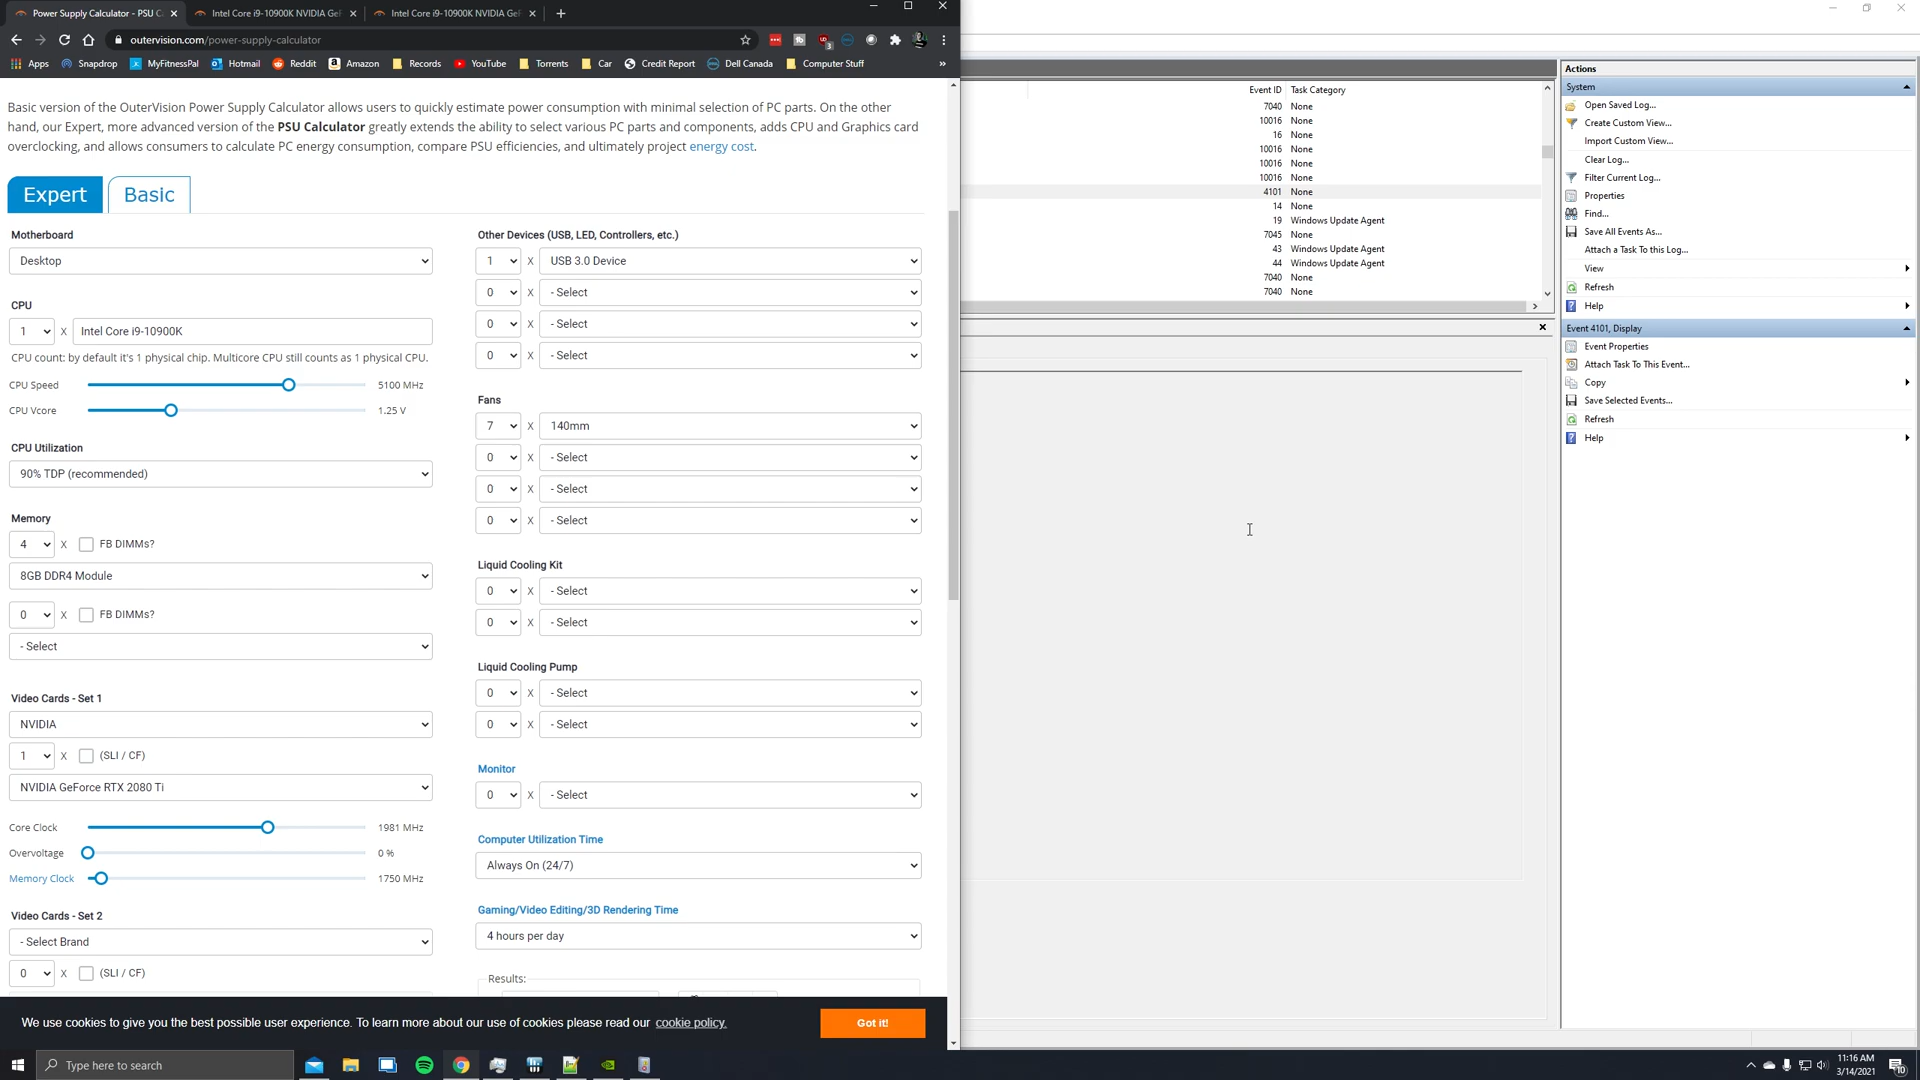 Power Supply Calculator - PSU C
Intel Core i9-10900K NVIDIA GeF
Intel Core i9-10900K NVIDIA GeF
outervision.com/power-supply-calculator
Apps
Snapdrop
MyFitnessPal
Hotmail
Reddit
Amazon
Records
YouTube
Torrents
Car
Credit Report
Dell Canada
Computer Stuff
»
Basic version of the OuterVision Power Supply Calculator allows users to quickly estimate power consumption with minimal selection of PC parts. On the other
hand, our Expert, more advanced version of the PSU Calculator greatly extends the ability to select various PC parts and components, adds CPU and Graphics card
overclocking, and allows consumers to calculate PC energy consumption, compare PSU efficiencies, and ultimately project energy cost.
Expert
Basic
Motherboard
Desktop
CPU
1 X Intel Core i9-10900K
CPU count: by default it's 1 physical chip. Multicore CPU still counts as 1 physical CPU.
CPU Speed 5100 MHz
CPU Vcore 1.25 V
CPU Utilization
90% TDP (recommended)
Memory
4 X FB DIMMs?
8GB DDR4 Module
0 X FB DIMMs?
- Select
Video Cards - Set 1
NVIDIA
1 X (SLI / CF)
NVIDIA GeForce RTX 2080 Ti
Core Clock 1981 MHz
Overvoltage 0 %
Memory Clock 1750 MHz
Video Cards - Set 2
- Select Brand
0 X (SLI / CF)
Other Devices (USB, LED, Controllers, etc.)
1 X USB 3.0 Device
0 X - Select
0 X - Select
0 X - Select
Fans
7 X 140mm
0 X - Select
0 X - Select
0 X - Select
Liquid Cooling Kit
0 X - Select
0 X - Select
Liquid Cooling Pump
0 X - Select
0 X - Select
Monitor
0 X - Select
Computer Utilization Time
Always On (24/7)
Gaming/Video Editing/3D Rendering Time
4 hours per day
Results:
We use cookies to give you the best possible user experience. To learn more about our use of cookies please read our cookie policy.
Got it!
Event ID Task Category
7040 None
10016 None
16 None
10016 None
10016 None
10016 None
4101 None
14 None
19 Windows Update Agent
7045 None
43 Windows Update Agent
44 Windows Update Agent
7040 None
7040 None
Actions
System
Open Saved Log...
Create Custom View...
Import Custom View...
Clear Log...
Filter Current Log...
Properties
Find...
Save All Events As...
Attach a Task To this Log...
View
Refresh
Help
Event 4101, Display
Event Properties
Attach Task To This Event...
Copy
Save Selected Events...
Refresh
Help
Type here to search
11:16 AM
3/14/2021